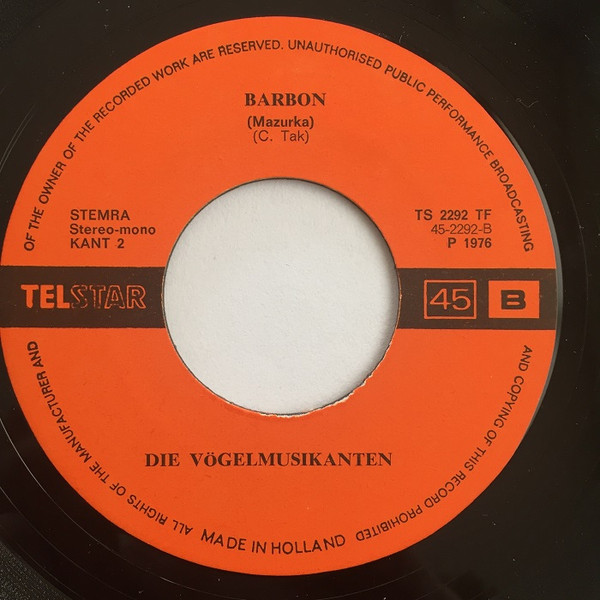 ALL RIGHTS OF THE MANUFACTURER AND OF THE OWNER OF THE RECORDED WORK ARE RESERVED. UNAUTHORISED PUBLIC PERFORMANCE BROADCASTING AND COPYING OF THIS RECORD PROHIBITED
BARBON
(Mazurka)
(C. Tak)
STEMRA
Stereo-mono
KANT 2
TS 2292 TF
45-2292-B
P 1976
TELSTAR
45 B
DIE VÖGELMUSIKANTEN
MADE IN HOLLAND